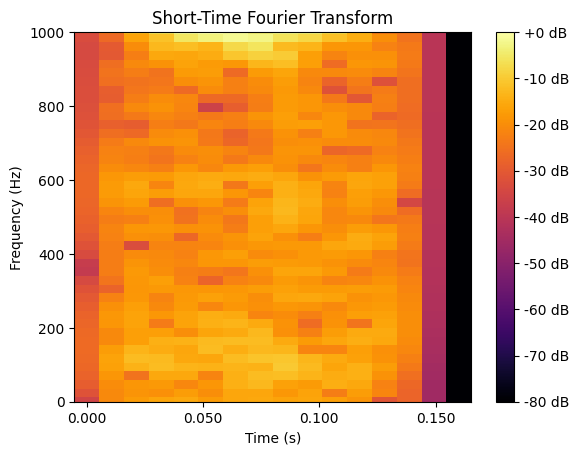 Short-Time Fourier Transform
1000
800
600
400
200
0
Frequency (Hz)
0.000
0.050
0.100
0.150
Time (s)
+0 dB
-10 dB
-20 dB
-30 dB
-40 dB
-50 dB
-60 dB
-70 dB
-80 dB